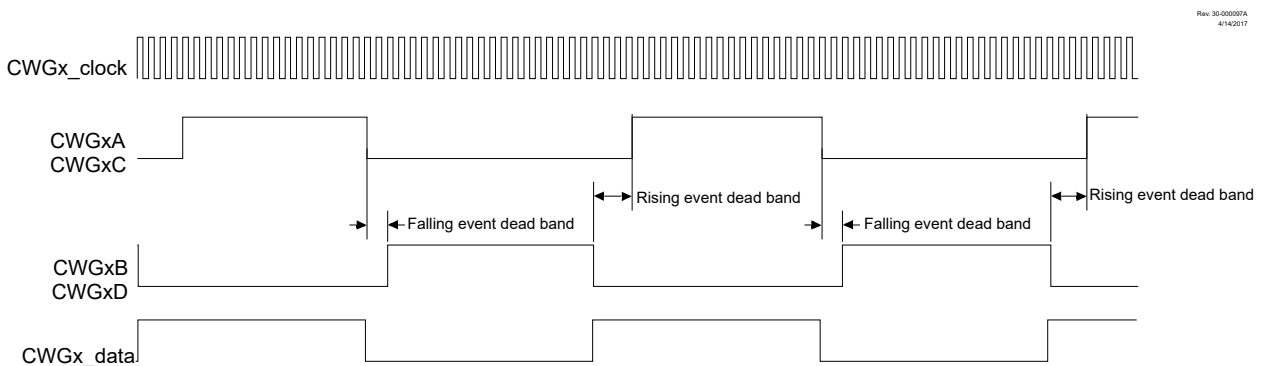 Rev. 30-000097A
4/14/2017
CWGx_clock
CWGxA
CWGxC
Rising event dead band
Rising event dead band
Falling event dead band
Falling event dead band
CWGxB
CWGxD
CWGx_data